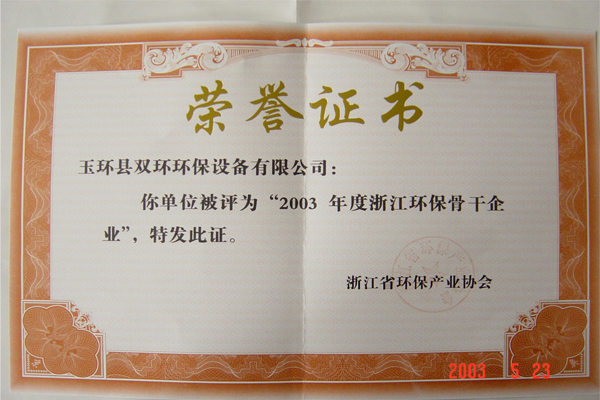 荣誉证书
玉环县双环环保设备有限公司：
你单位被评为“2003 年度浙江环保骨干企
业”，特发此证。
浙江省环保产业协会
2003 5 23